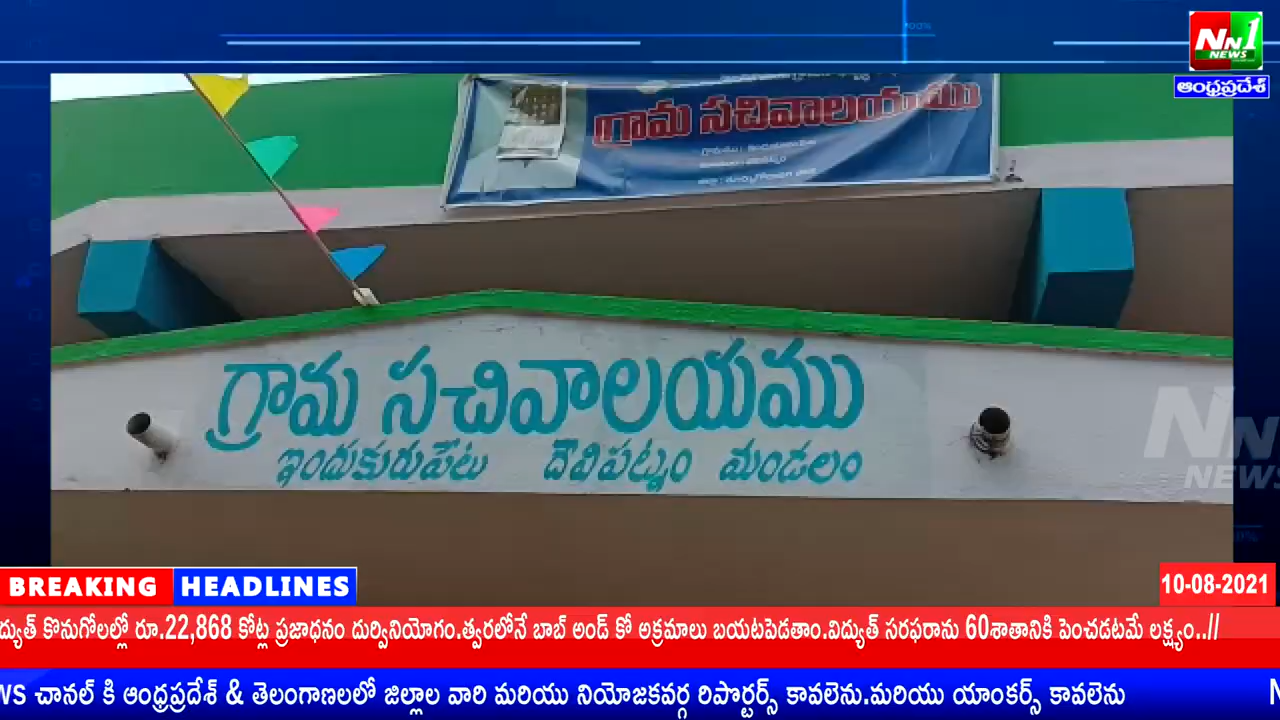 NN1
NEWS
ఆంధ్రప్రదేశ్
గ్రామ సచివాలయము
గ్రామ సచివాలయము
ఇందుకురుపేట దేవిపట్నం మండలం
NN
NEWS
BREAKING HEADLINES
10-08-2021
ద్యుత్ కొనుగోలల్లో రూ.22,868 కోట్ల ప్రజాధనం దుర్వినియోగం.త్వరలోనే బాబ్ అండ్ కో అక్రమాలు బయటపెడతాం.విద్యుత్ సరఫరాను 60శాతానికి పెంచడటమే లక్ష్యం..//
WS చానల్ కి ఆంధ్రప్రదేశ్ & తెలంగాణలలో జిల్లాల వారి మరియు నియోజకవర్గ రిపొర్టర్స్ కావలెను.మరియు యాంకర్స్ కావలెను